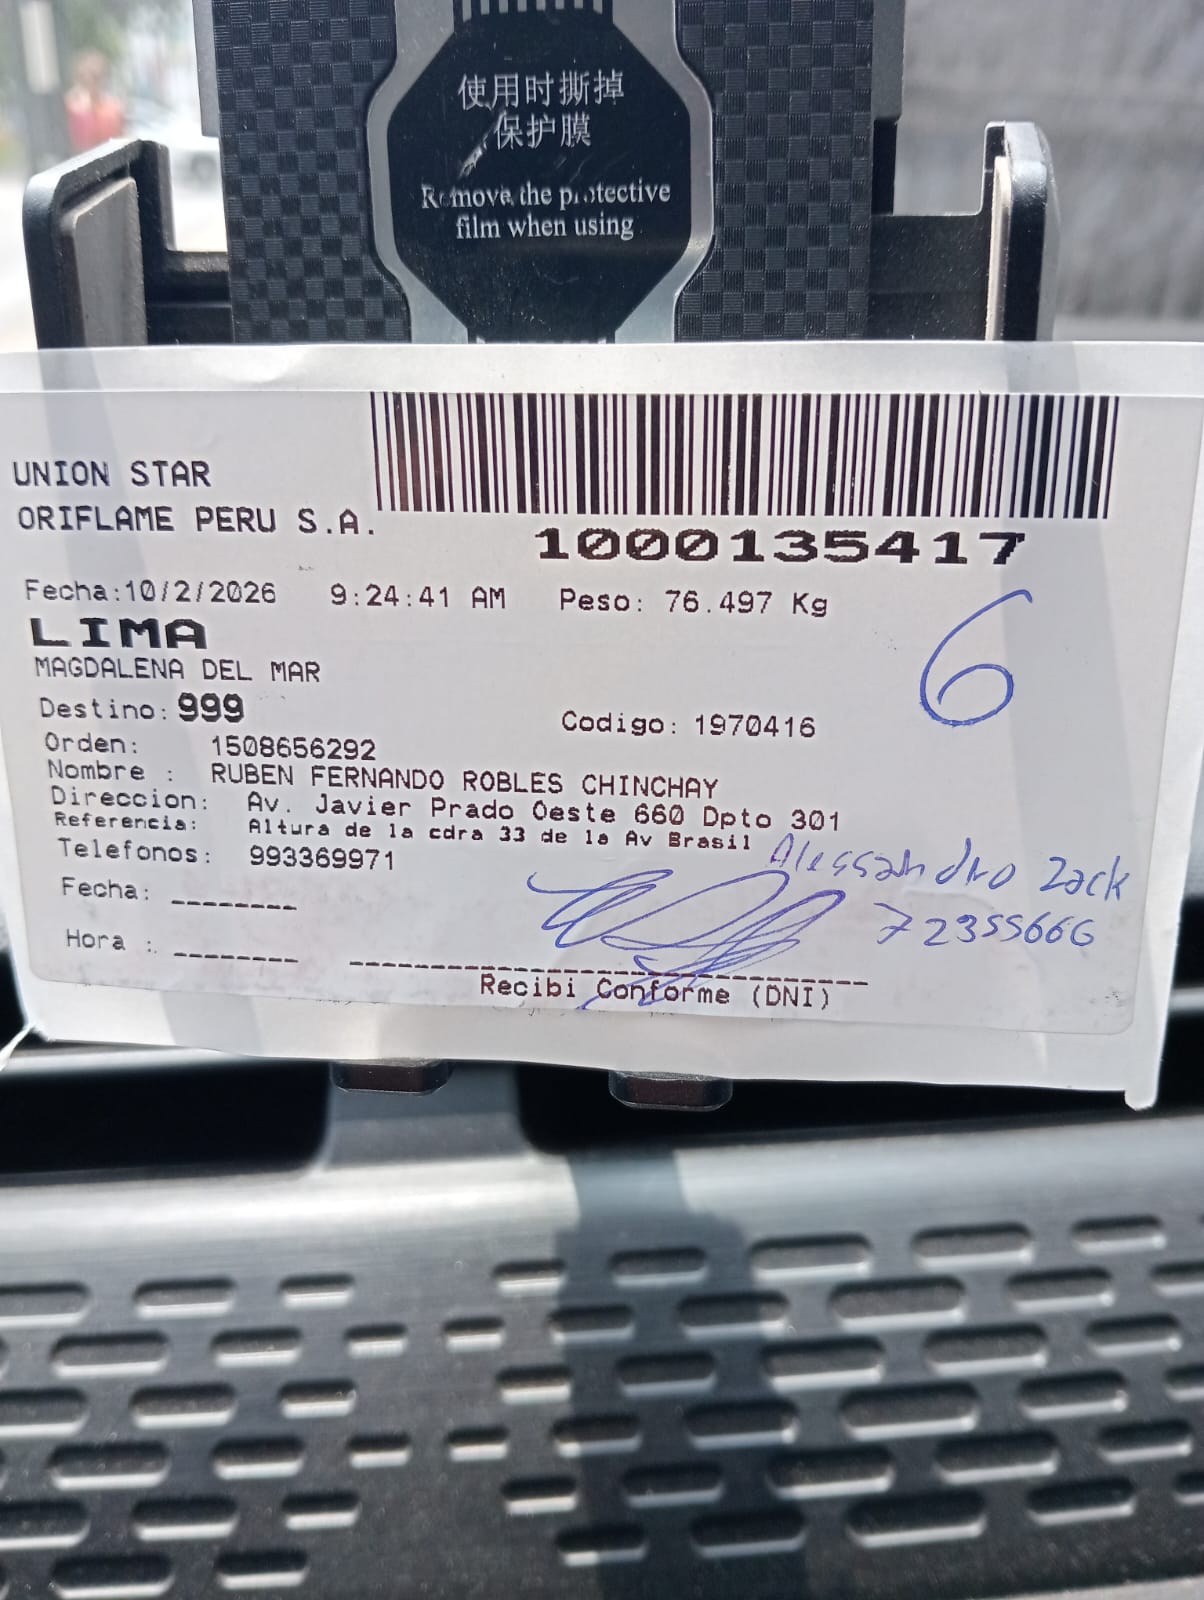 使用时撕掉
保护膜
Remove the protective
film when using
UNION STAR
ORIFLAME PERU S.A.
1000135417
Fecha:10/2/2026 9:24:41 AM Peso: 76.497 Kg
6
LIMA
MAGDALENA DEL MAR
Destino: 999
Codigo: 1970416
Orden: 1508656292
Nombre : RUBEN FERNANDO ROBLES CHINCHAY
Direccion: Av. Javier Prado Oeste 660 Dpto 301
Referencia: Altura de la cdra 33 de la Av Brasil
Telefonos: 993369971
Alessandro Zack
72355666
Fecha: ________
Hora : ________
Recibi Conforme (DNI)